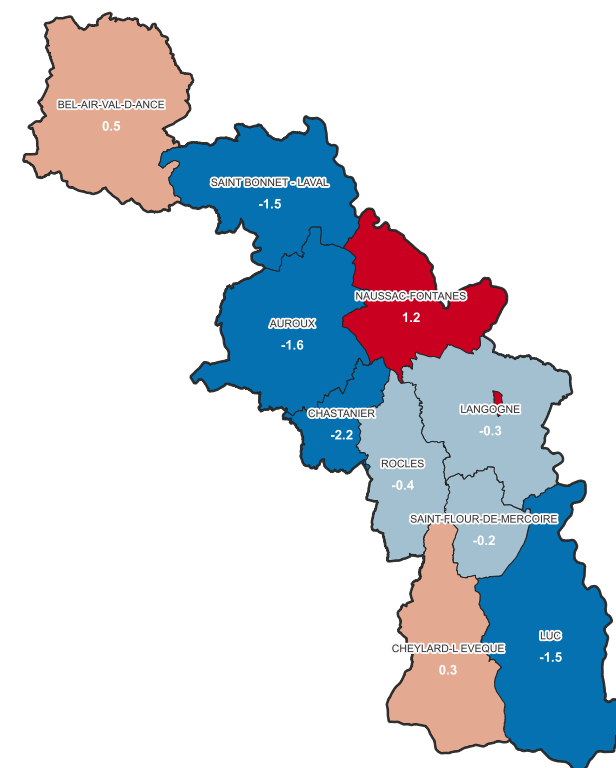 BEL-AIR-VAL-D-ANCE
0.5
SAINT BONNET - LAVAL
-1.5
NAUSSAC-FONTANES
1.2
AUROUX
-1.6
CHASTANIER
-2.2
LANGOGNE
-0.3
ROCLES
-0.4
SAINT-FLOUR-DE-MERCOIRE
-0.2
LUC
-1.5
CHEYLARD-L EVEQUE
0.3